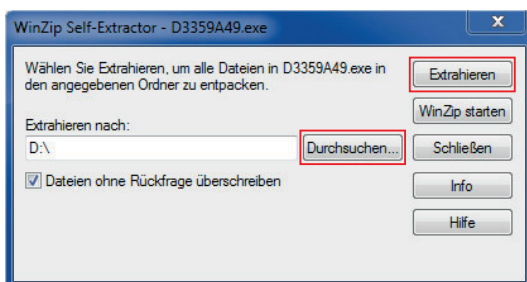 WinZip Self-Extractor - D3359A49.exe
x
Wählen Sie Extrahieren, um alle Dateien in D3359A49.exe in
den angegebenen Ordner zu entpacken.
Extrahieren
WinZip starten
Extrahieren nach:
D:\
Durchsuchen...
Schließen
Dateien ohne Rückfrage überschreiben
Info
Hilfe